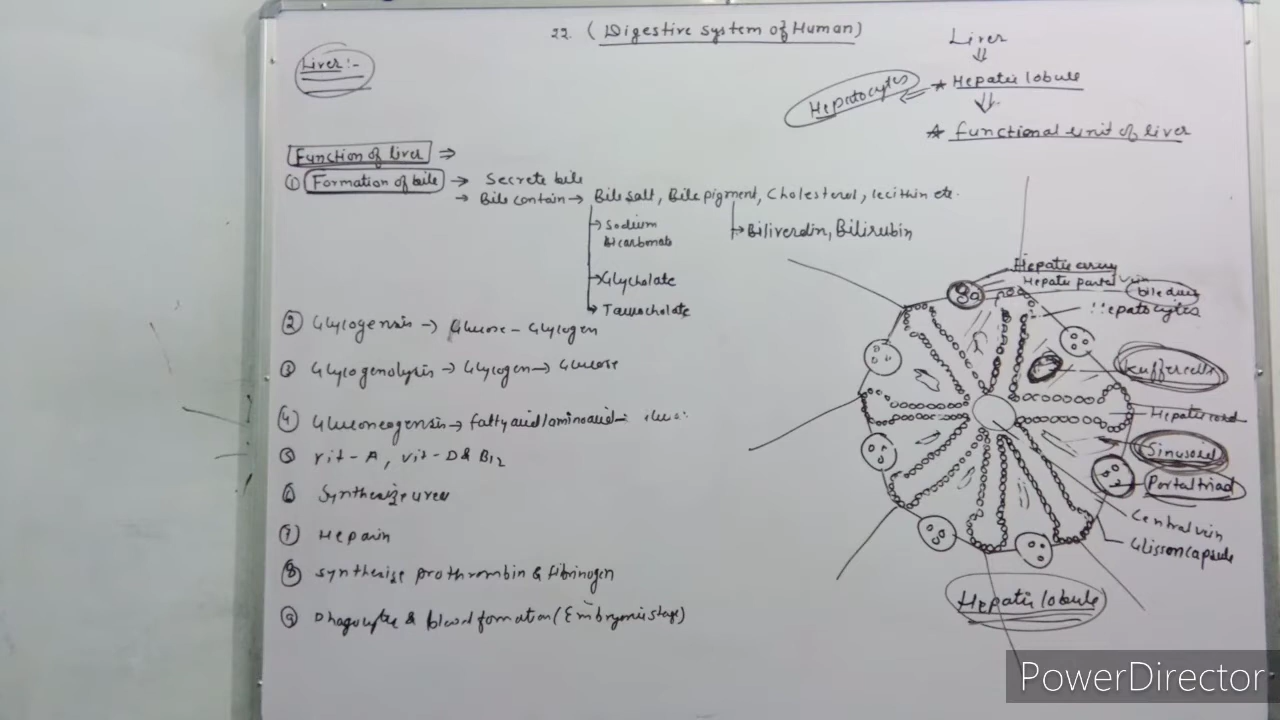 22. (Digestive system of Human)
Liver:-
Liver
⇓
* Hepatic lobule
Hepatocytes
⇓
* functional unit of liver
Function of liver ⇒
① Formation of bile → Secrete bile
→ Bile contain → Bile salt, Bile pigment, Cholesterol, lecithin etc.
→ Sodium
Bicarbonate
→ Glycholate
→ Taurocholate
→ Biliverdin, Bilirubin
② Glycogensis → Glucose - Glycogen
③ Glycogenolysis → Glycogen → Glucose
④ Gluconeogensis → fatty acid/amino acid -
⑤ Vit-A, Vit-D & B12
⑥ Synthesize urea
⑦ Heparin
⑧ Synthesise prothrombin & fibrinogen
⑨ Phagocytes & blood formation (Embryonic stage)
Hepatic artery
Hepatic portal vein
bile duct
Hepatocytes
Kuffer cells
Hepatic cord
Sinusoid
Portal triad
Central vein
Glisson capsule
Hepatic lobule
PowerDirector